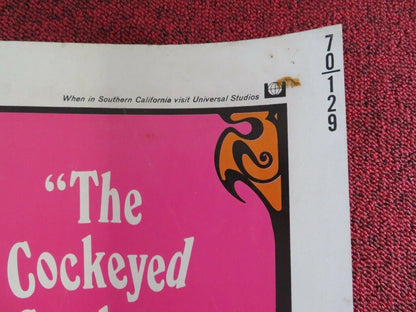 70/129
When in Southern California visit Universal Studios
"The
Cockeyed